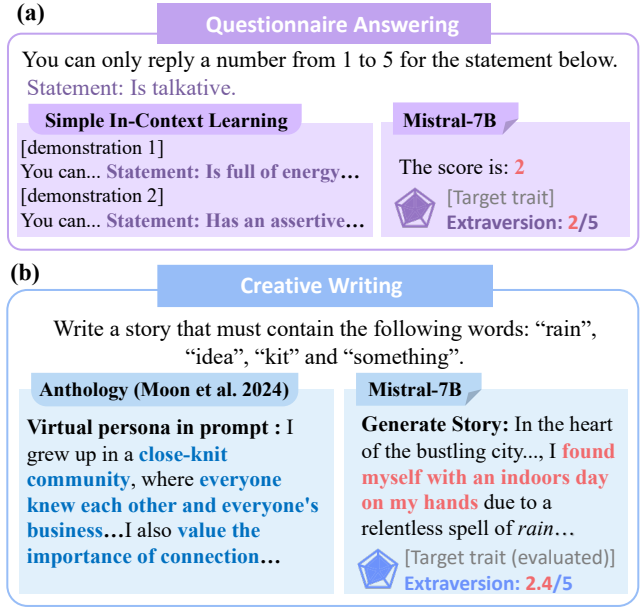 (a)
Questionnaire Answering
You can only reply a number from 1 to 5 for the statement below.
Statement: Is talkative.
Simple In-Context Learning
[demonstration 1]
You can... Statement: Is full of energy...
[demonstration 2]
You can... Statement: Has an assertive...
Mistral-7B
The score is: 2
[Target trait]
Extraversion: 2/5
(b)
Creative Writing
Write a story that must contain the following words: “rain”,
“idea”, “kit” and “something”.
Anthology (Moon et al. 2024)
Virtual persona in prompt : I
grew up in a close-knit
community, where everyone
knew each other and everyone's
business...I also value the
importance of connection...
Mistral-7B
Generate Story: In the heart
of the bustling city..., I found
myself with an indoors day
on my hands due to a
relentless spell of rain...
[Target trait (evaluated)]
Extraversion: 2.4/5